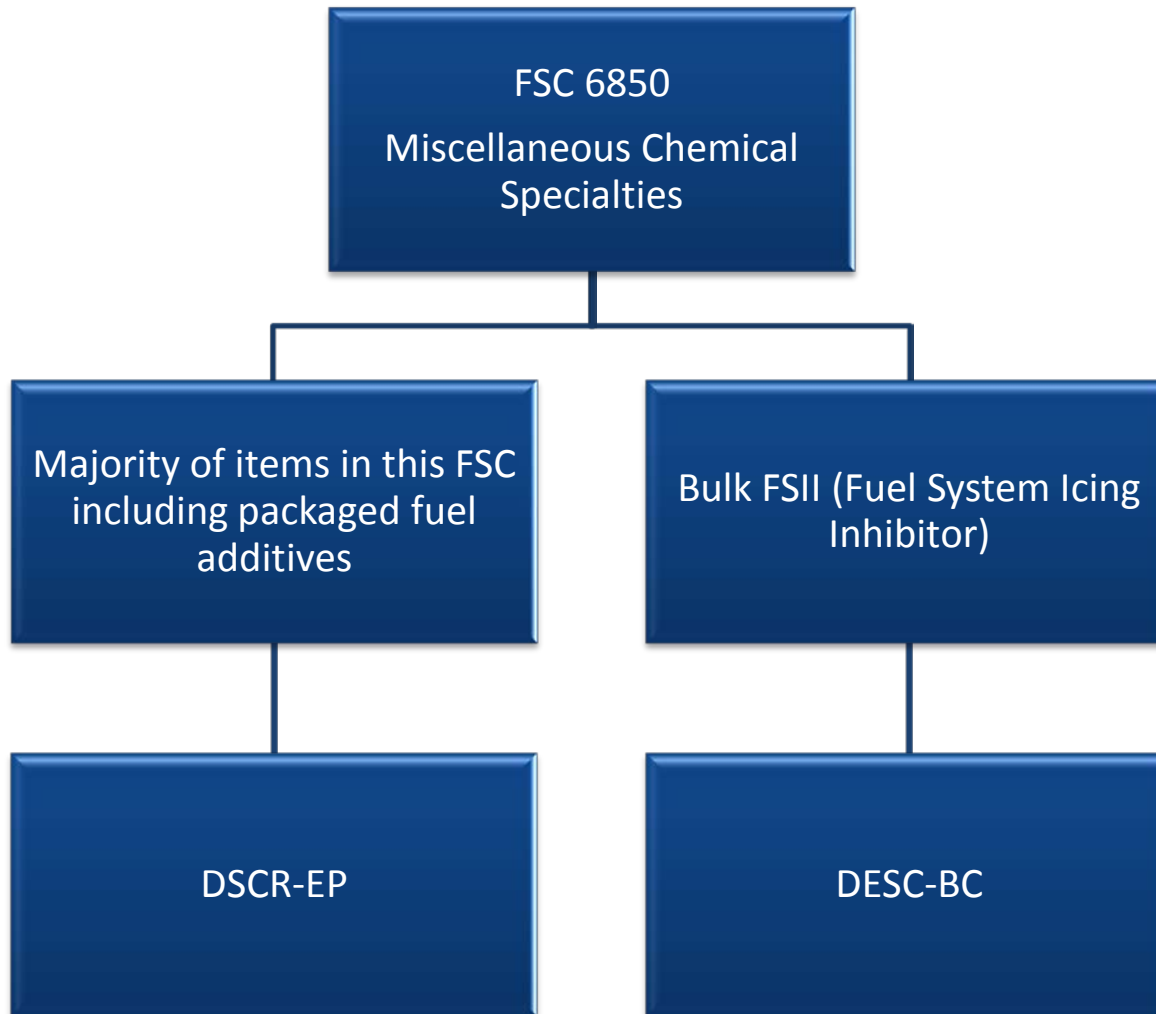 FSC 6850
Miscellaneous Chemical
Specialties
Majority of items in this FSC
including packaged fuel
additives
Bulk FSII (Fuel System Icing
Inhibitor)
DSCR-EP
DESC-BC